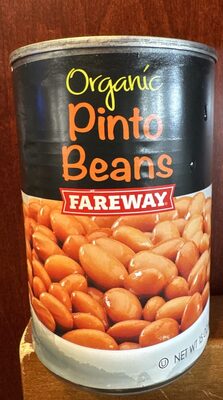 Organic
Pinto
Beans
FAREWAY
NET WT